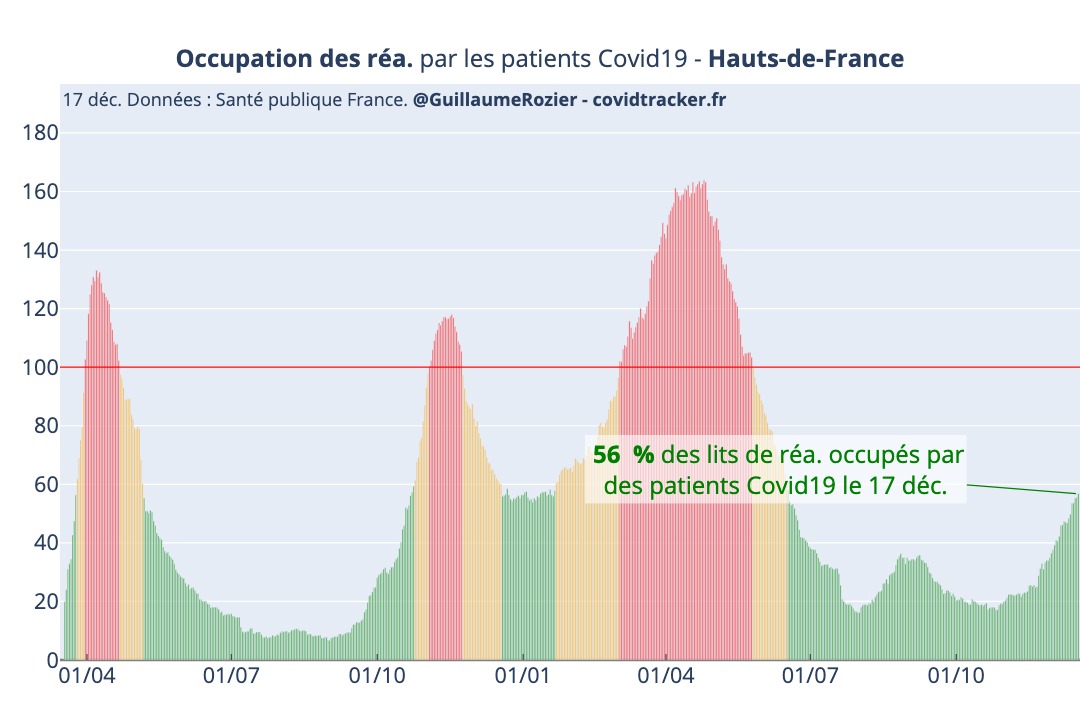 Occupation des réa. par les patients Covid19 - Hauts-de-France
17 déc. Données : Santé publique France. @GuillaumeRozier - covidtracker.fr
180
160
140
120
100
80
60
40
20
0
56 % des lits de réa. occupés par
des patients Covid19 le 17 déc.
01/04 01/07 01/10 01/01 01/04 01/07 01/10